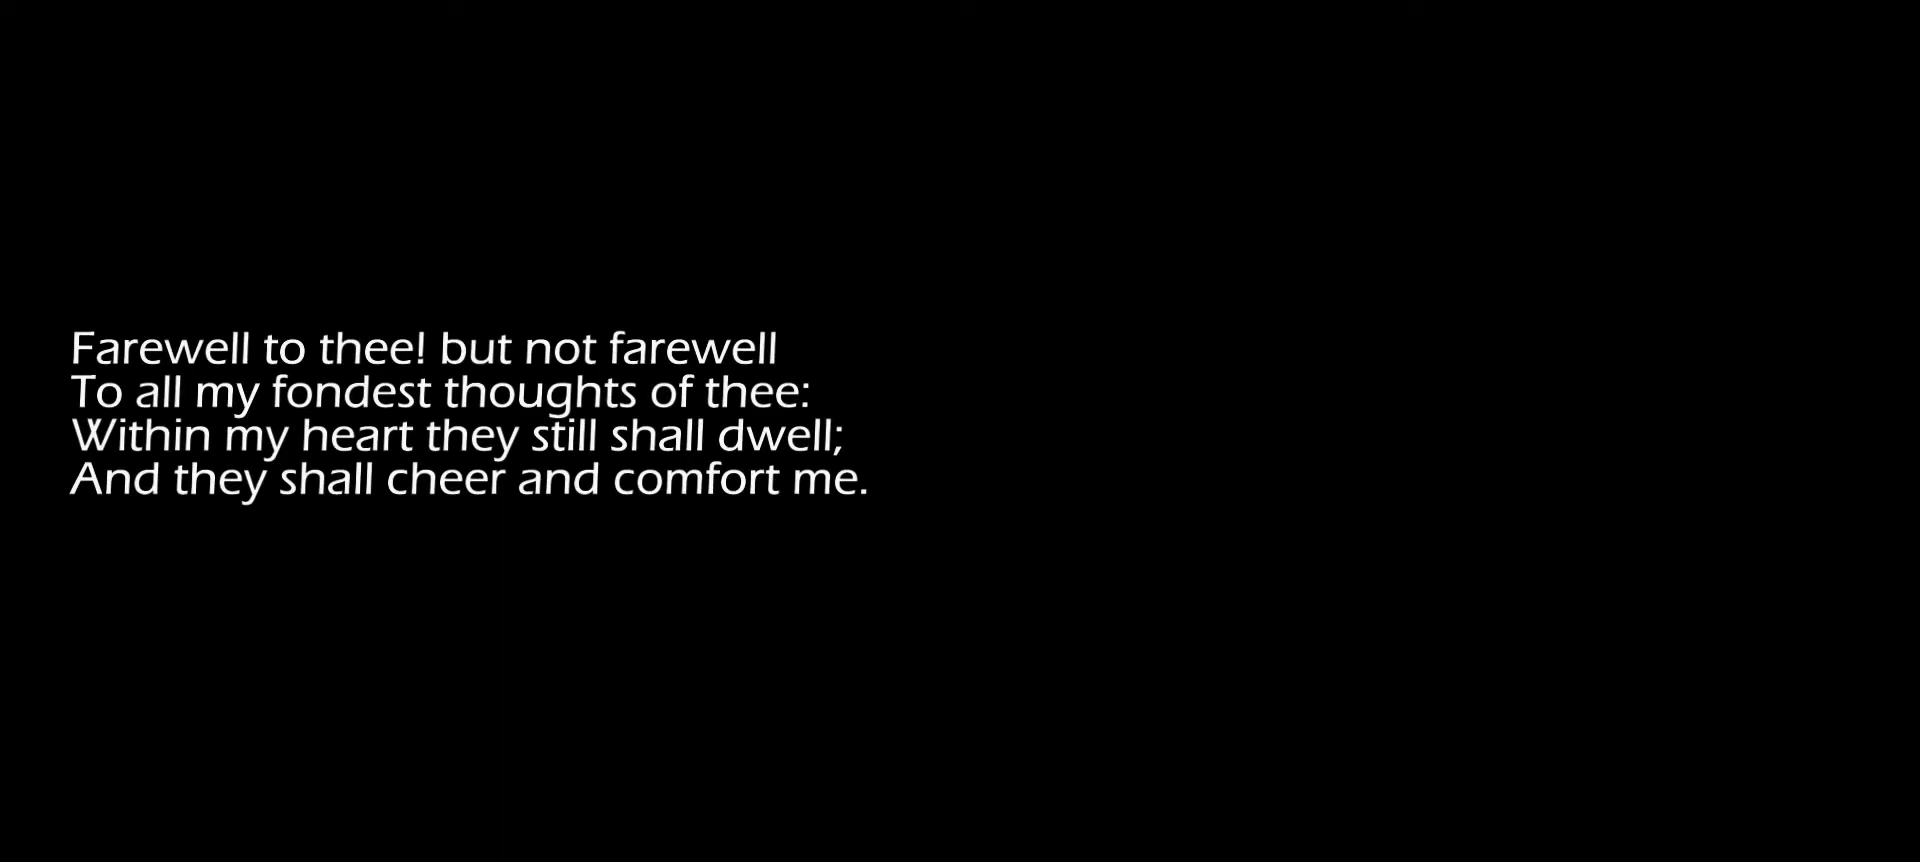 Farewell to thee! but not farewell
To all my fondest thoughts of thee:
Within my heart they still shall dwell;
And they shall cheer and comfort me.